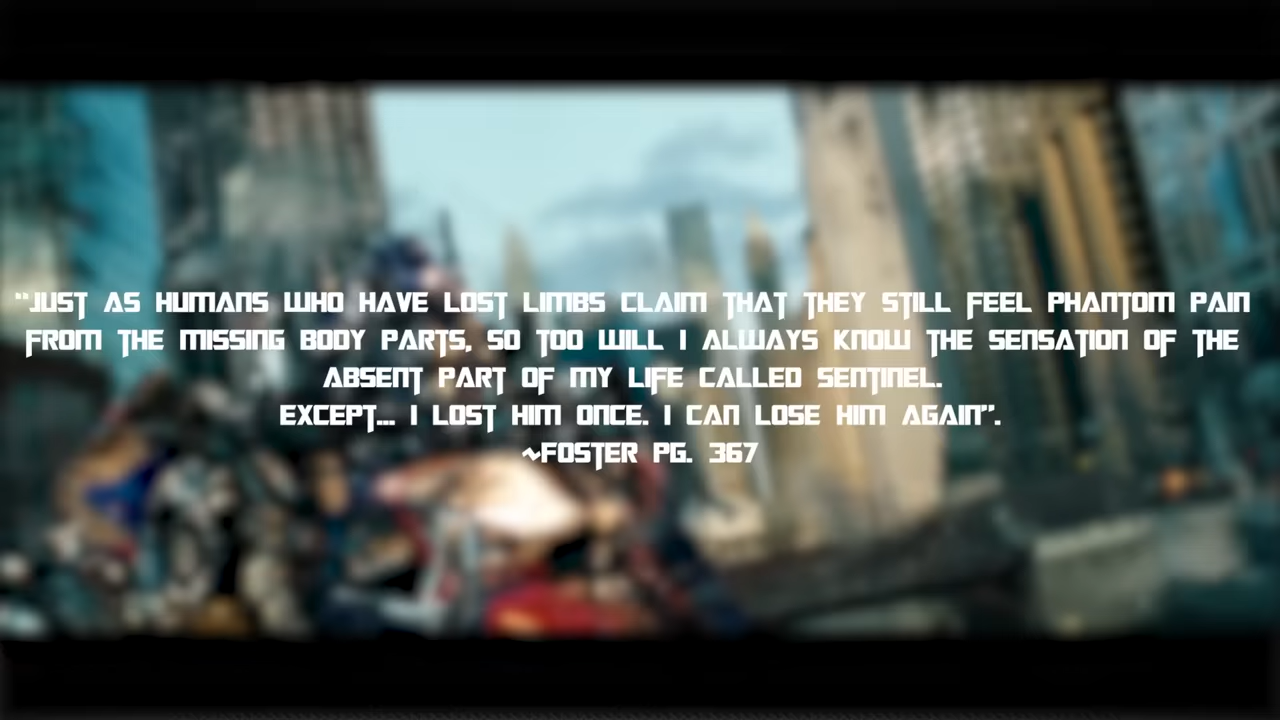 "JUST AS HUMANS WHO HAVE LOST LIMBS CLAIM THAT THEY STILL FEEL PHANTOM PAIN
FROM THE MISSING BODY PARTS, SO TOO WILL I ALWAYS KNOW THE SENSATION OF THE
ABSENT PART OF MY LIFE CALLED SENTINEL.
EXCEPT... I LOST HIM ONCE. I CAN LOSE HIM AGAIN".
~FOSTER PG. 367